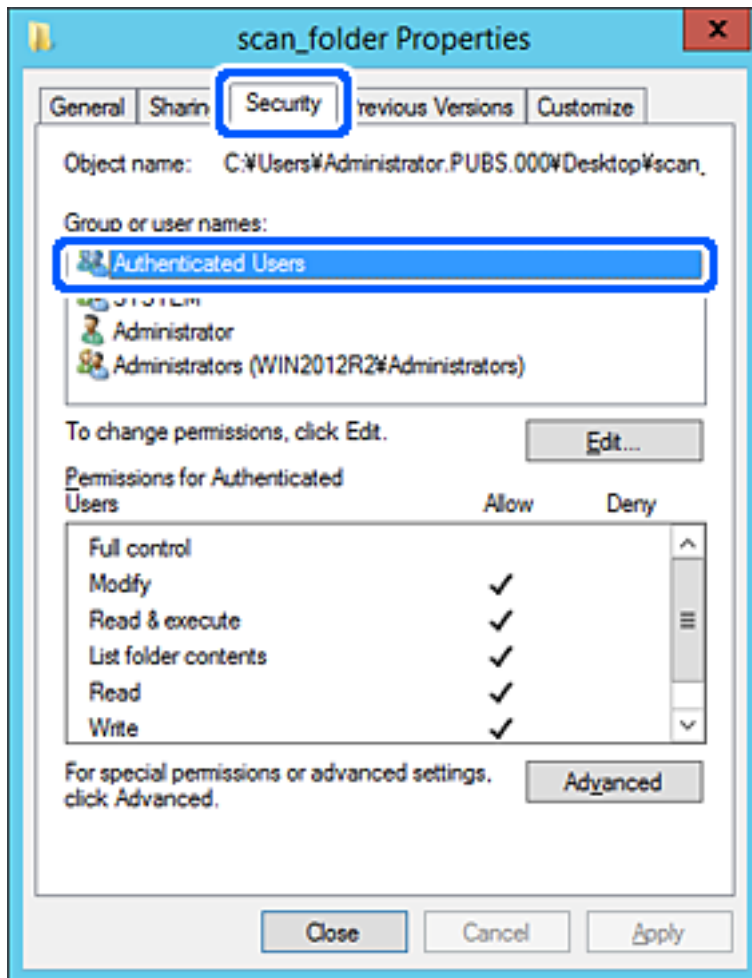 scan_folder Properties
x
General Sharin Security revious Versions Customize
Object name: C:¥Users¥Administrator.PUBS.000¥Desktop¥scan_
Group or user names:
Authenticated Users
SYSTEM
Administrator
Administrators (WIN2012R2¥Administrators)
To change permissions, click Edit.
Edit...
Permissions for Authenticated
Users Allow Deny
Full control
Modify
Read & execute
List folder contents
Read
Write
For special permissions or advanced settings,
click Advanced.
Advanced
Close Cancel Apply